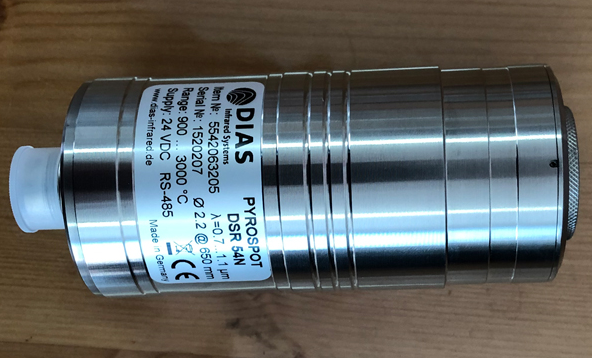 DIAS
Infrared Systems
PYROSPOT
DSR 54N
Item №: 5542063205 λ=0.7...1.1 µm
Serial №: 1520207 Ø 2.2 @ 650 mm
Range: 900 ... 3000 °C
Supply: 24 VDC RS-485
www.dias-infrared.de
Made in Germany
CE